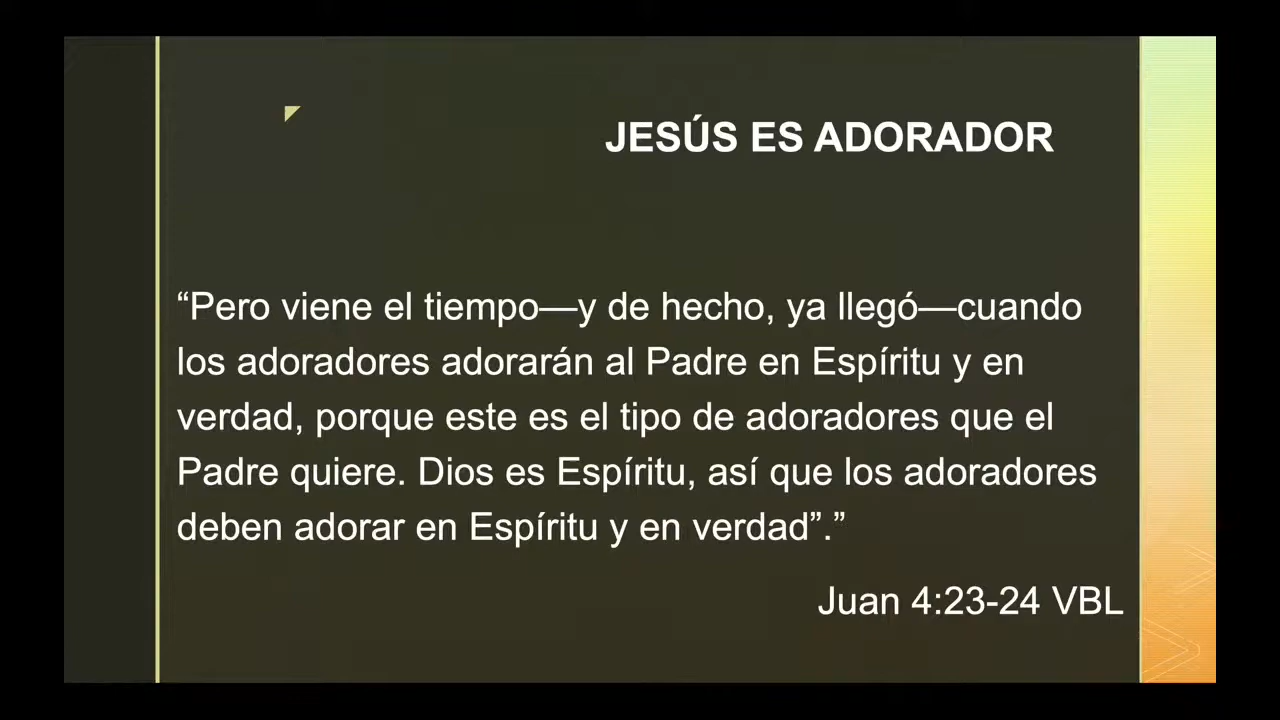 JESÚS ES ADORADOR
“Pero viene el tiempo—y de hecho, ya llegó—cuando
los adoradores adorarán al Padre en Espíritu y en
verdad, porque este es el tipo de adoradores que el
Padre quiere. Dios es Espíritu, así que los adoradores
deben adorar en Espíritu y en verdad”.”
Juan 4:23-24 VBL